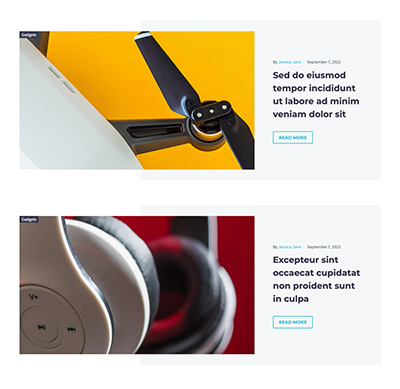 Gadgets
By Jessica Jane September 7, 2022
Sed do eiusmod
tempor incididunt
ut labore ad minim
veniam dolor sit
READ MORE
Gadgets
V+
By Jessica Jane September 7, 2022
Excepteur sint
occaecat cupidatat
non proident sunt
in culpa
READ MORE